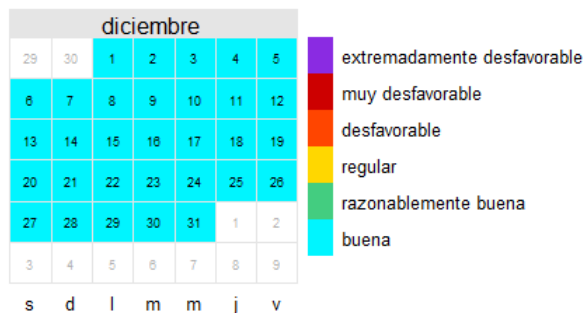 diciembre
29 30 1 2 3 4 5
6 7 8 9 10 11 12
13 14 15 16 17 18 19
20 21 22 23 24 25 26
27 28 29 30 31 1 2
3 4 5 6 7 8 9
s d l m m j v
extremadamente desfavorable
muy desfavorable
desfavorable
regular
razonablemente buena
buena